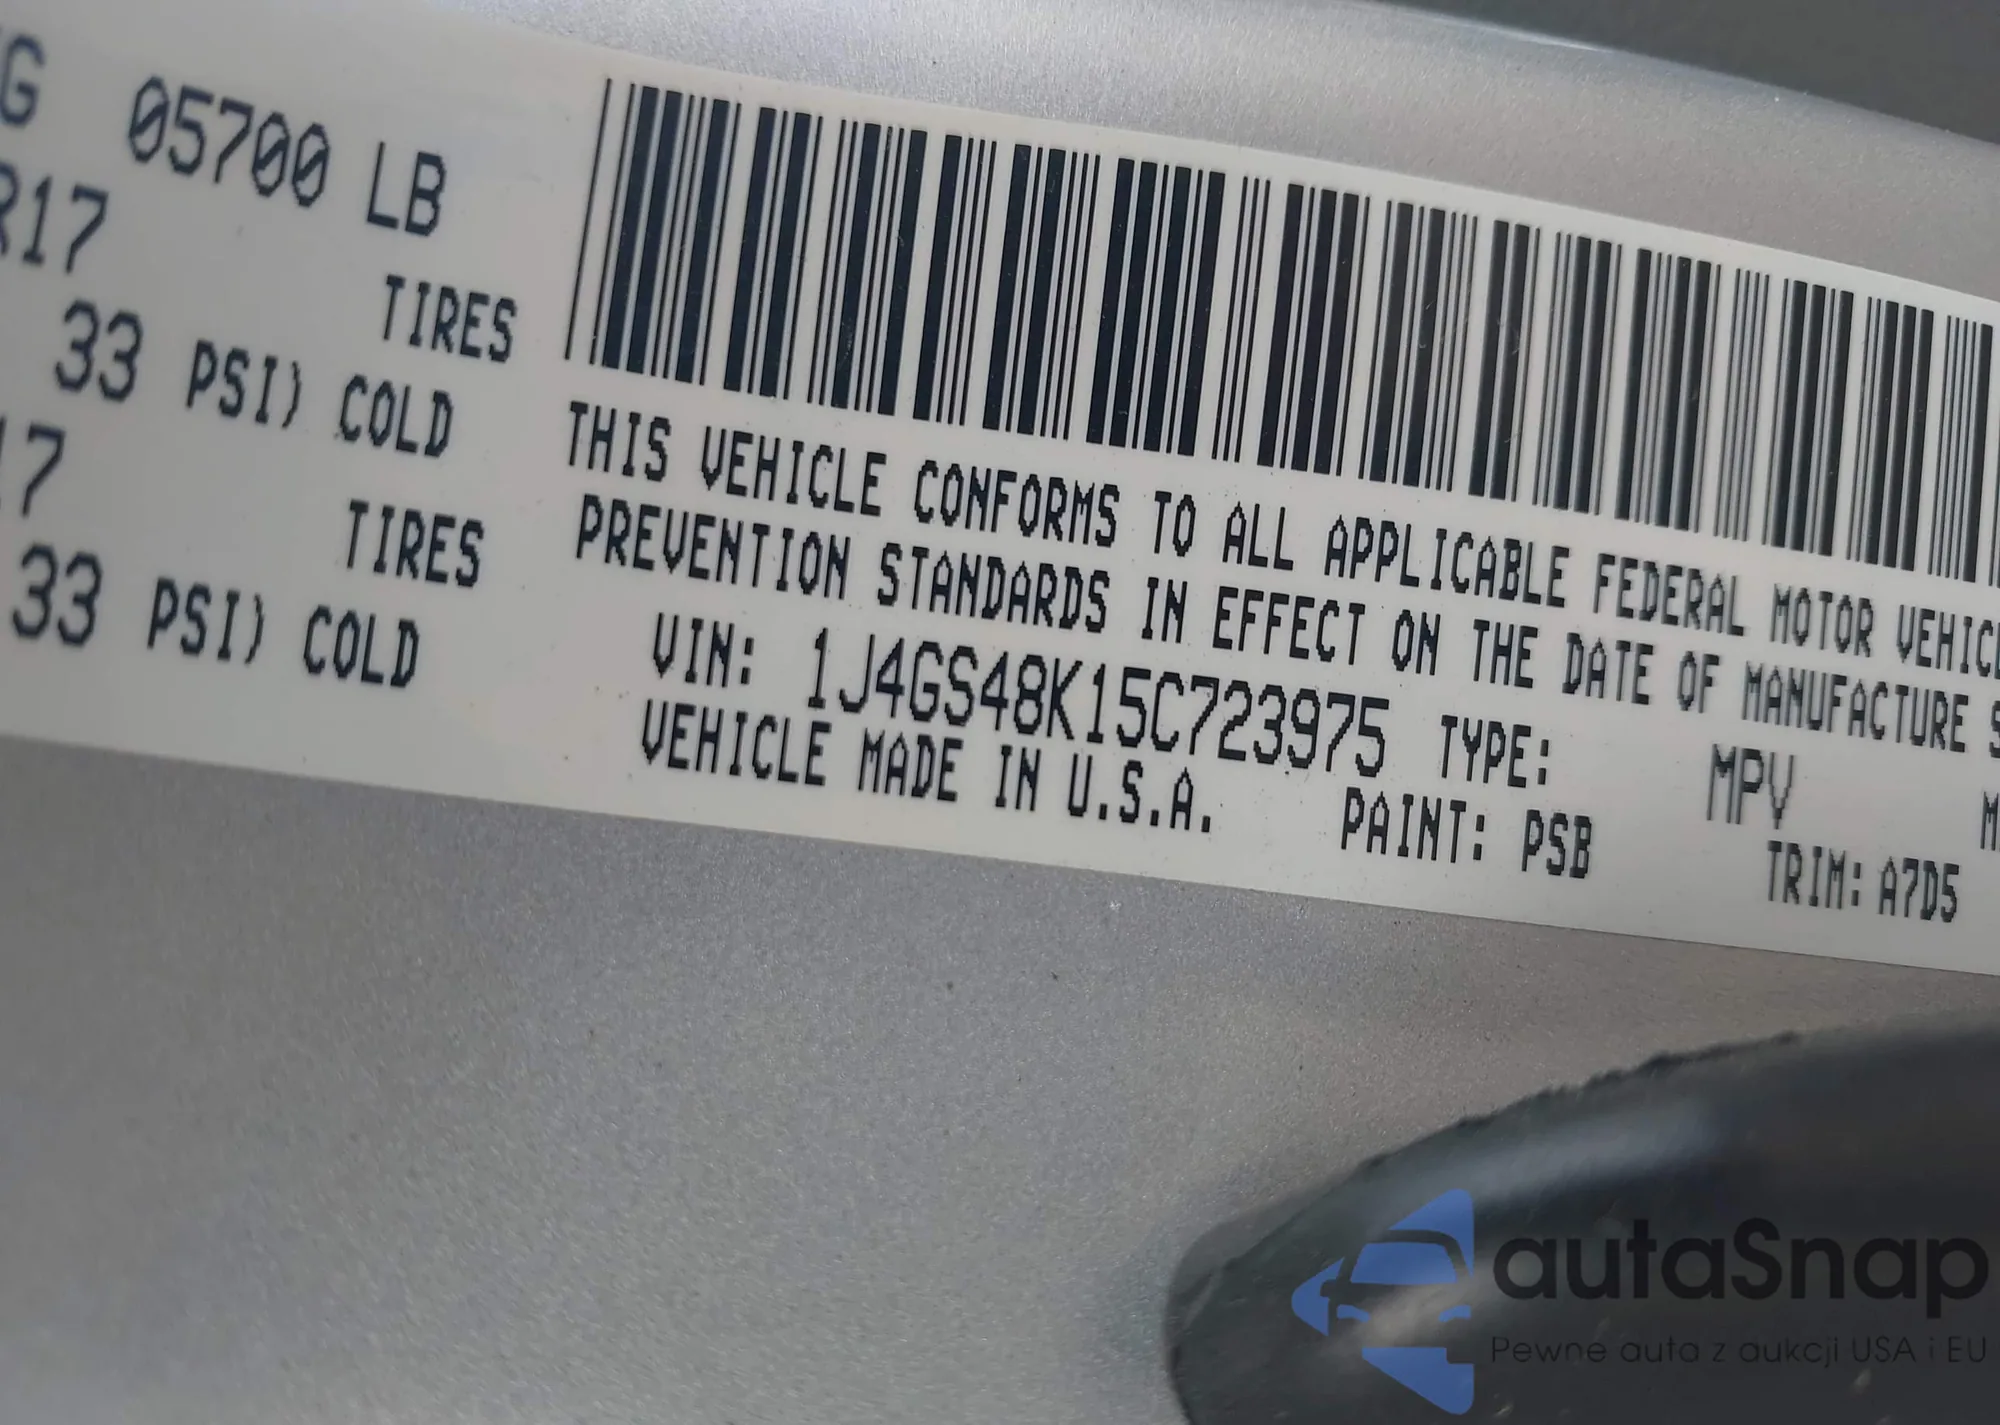 G 05700 LB
R17 TIRES
33 PSI) COLD
17 TIRES
33 PSI) COLD
THIS VEHICLE CONFORMS TO ALL APPLICABLE FEDERAL MOTOR VEHICL
PREVENTION STANDARDS IN EFFECT ON THE DATE OF MANUFACTURE S
VIN: 1J4GS48K15C723975 TYPE: MPV M
VEHICLE MADE IN U.S.A. PAINT: PSB TRIM: A7D5
autaSnap
Pewne auta z aukcji USA i EU